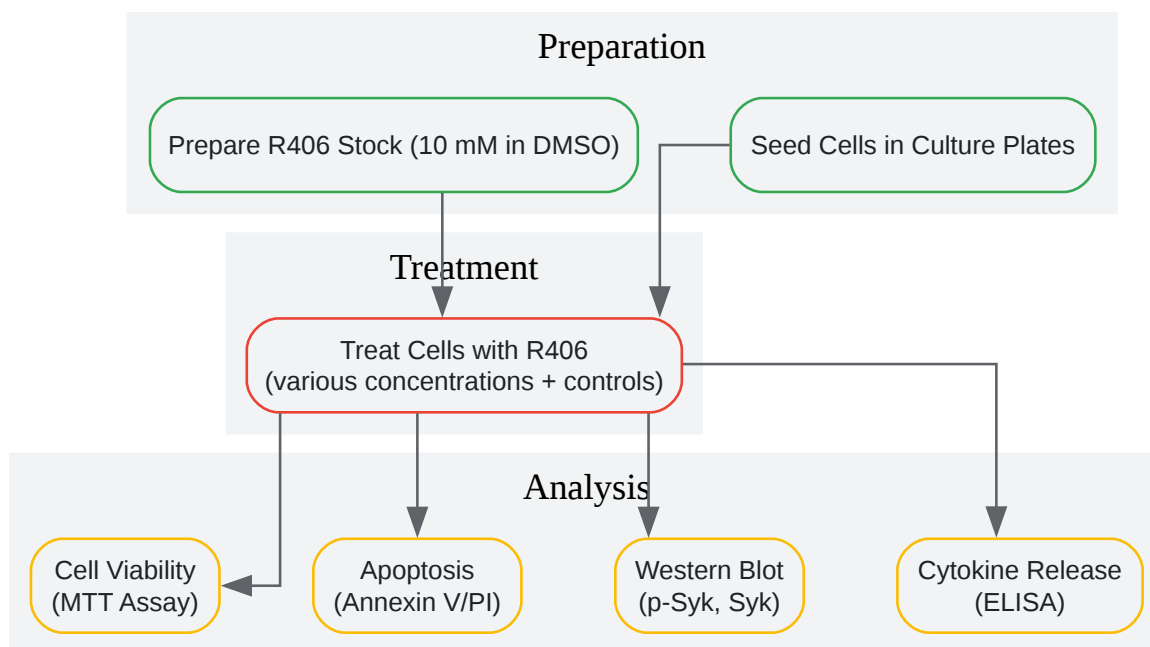 Preparation
Prepare R406 Stock (10 mM in DMSO)
Seed Cells in Culture Plates
Treatment
Treat Cells with R406
(various concentrations + controls)
Analysis
Cell Viability
(MTT Assay)
Apoptosis
(Annexin V/PI)
Western Blot
(p-Syk, Syk)
Cytokine Release
(ELISA)